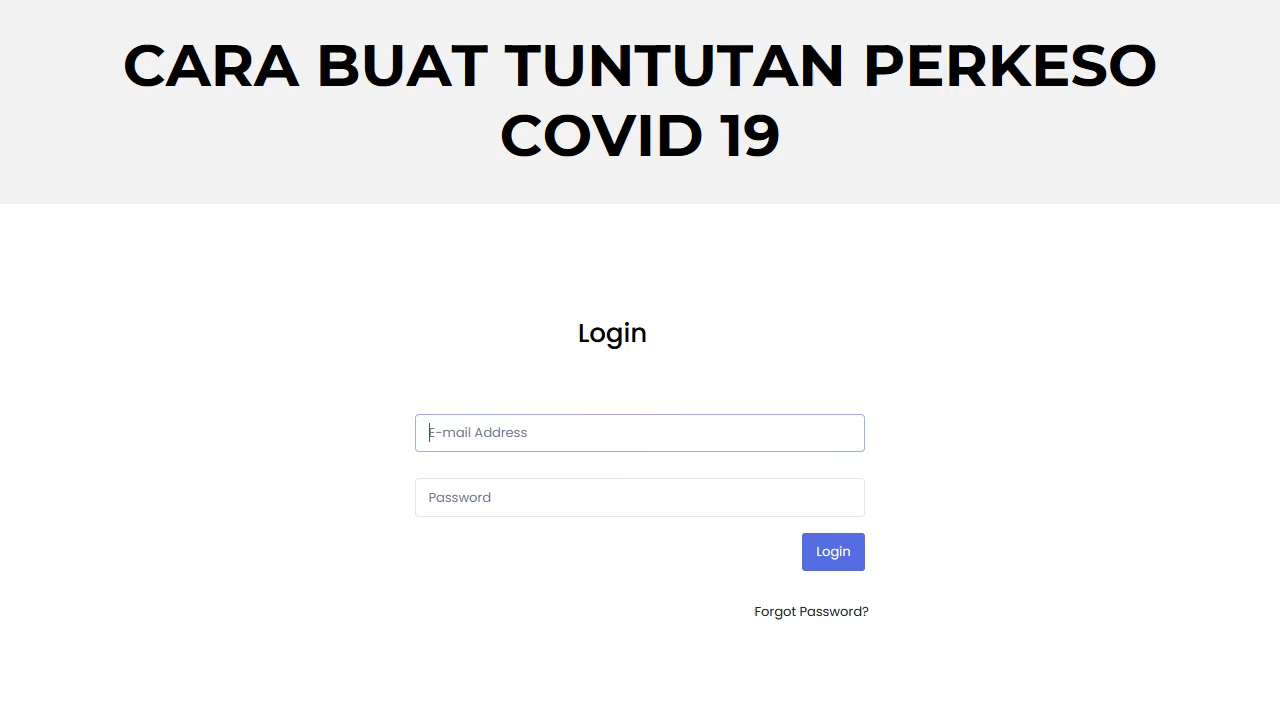 CARA BUAT TUNTUTAN PERKESO
COVID 19
Login
E-mail Address
Password
Login
Forgot Password?